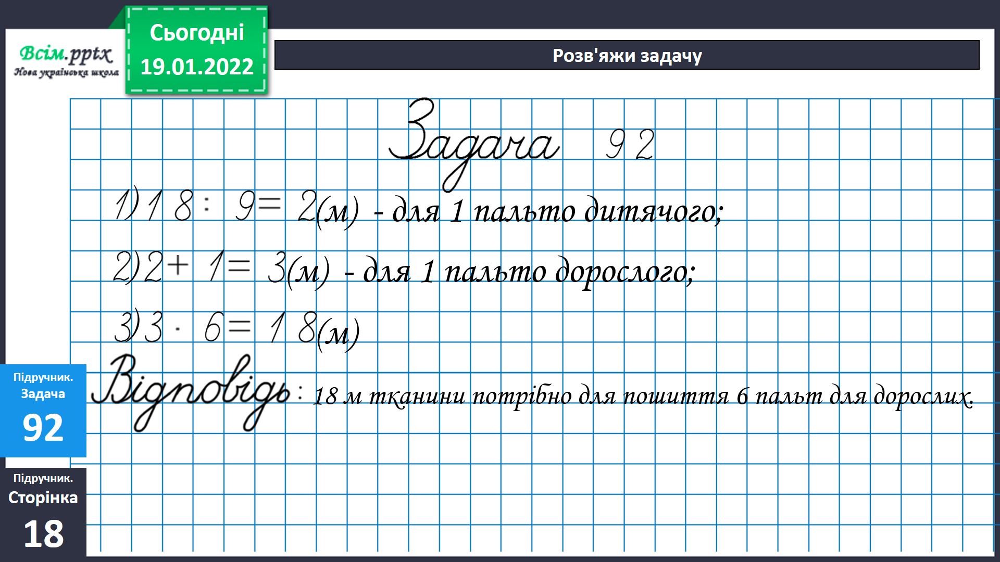 Всім.pptx
Нова українська школа
Сьогодні
19.01.2022
Розв'яжи задачу
Задача 92
1) 18 : 9 = 2(м) - для 1 пальто дитячого;
2) 2 + 1 = 3(м) - для 1 пальто дорослого;
3) 3 · 6 = 18(м)
Відповідь: 18 м тканини потрібно для пошиття 6 пальт для дорослих.
Підручник.
Задача
92
Підручник.
Сторінка
18